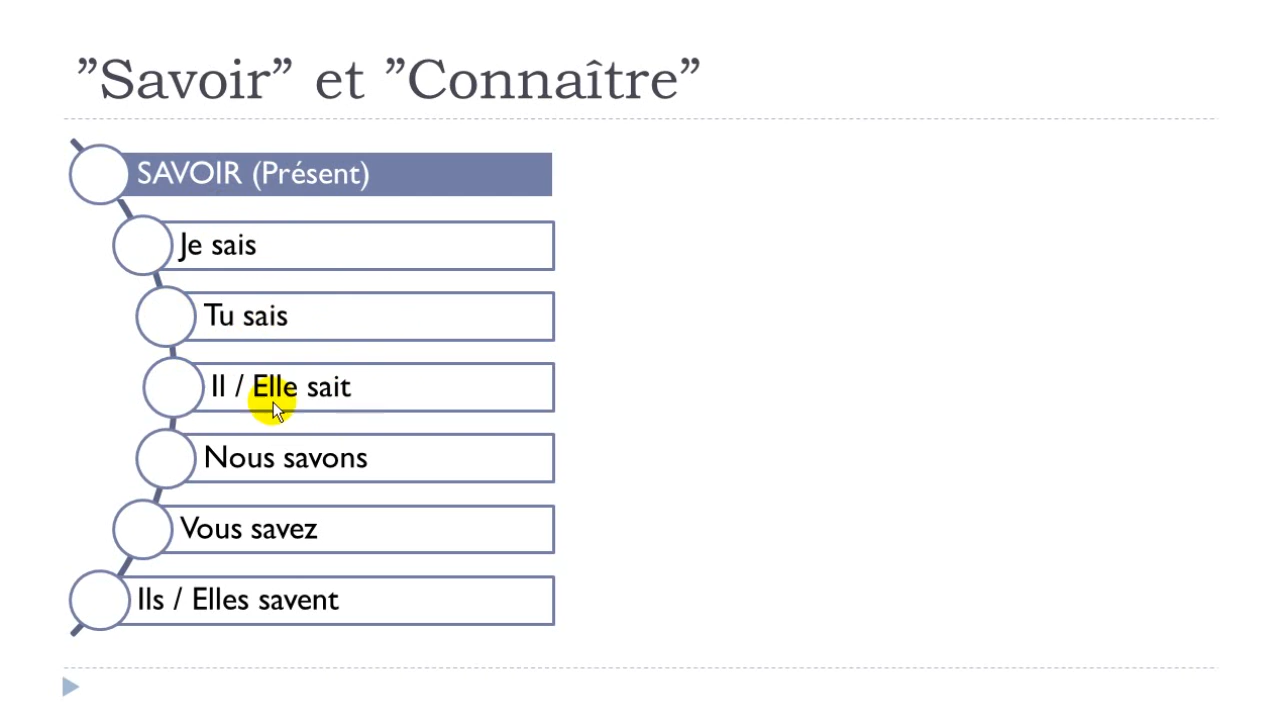 ”Savoir” et ”Connaître”
SAVOIR (Présent)
Je sais
Tu sais
Il / Elle sait
Nous savons
Vous savez
Ils / Elles savent